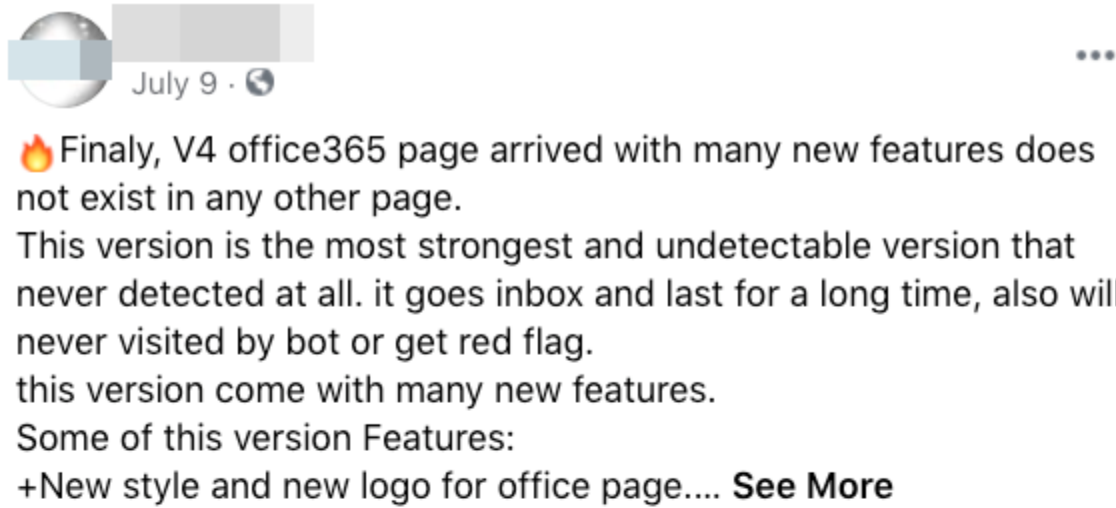 July 9 ·
🔥Finaly, V4 office365 page arrived with many new features does
not exist in any other page.
This version is the most strongest and undetectable version that
never detected at all. it goes inbox and last for a long time, also will
never visited by bot or get red flag.
this version come with many new features.
Some of this version Features:
+New style and new logo for office page.... See More